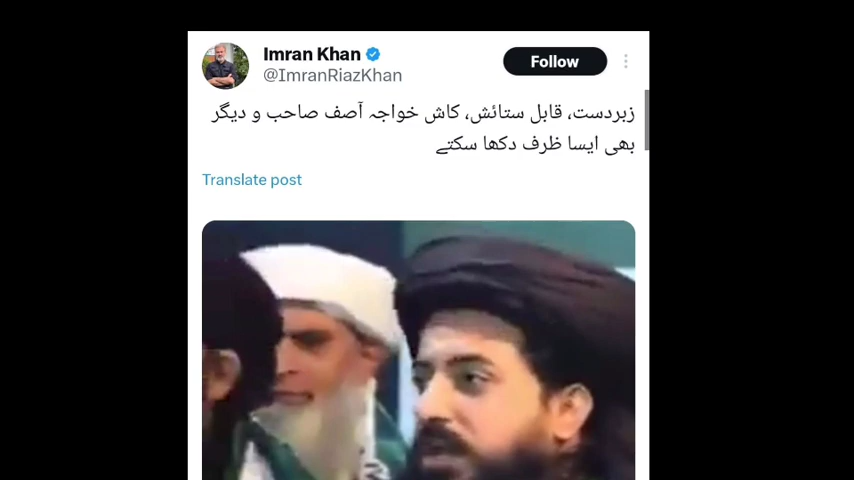 Imran Khan
@ImranRiazKhan
Follow
زبردست، قابل ستائش، کاش خواجہ آصف صاحب و دیگر
بھی ایسا ظرف دکھا سکتے
Translate post